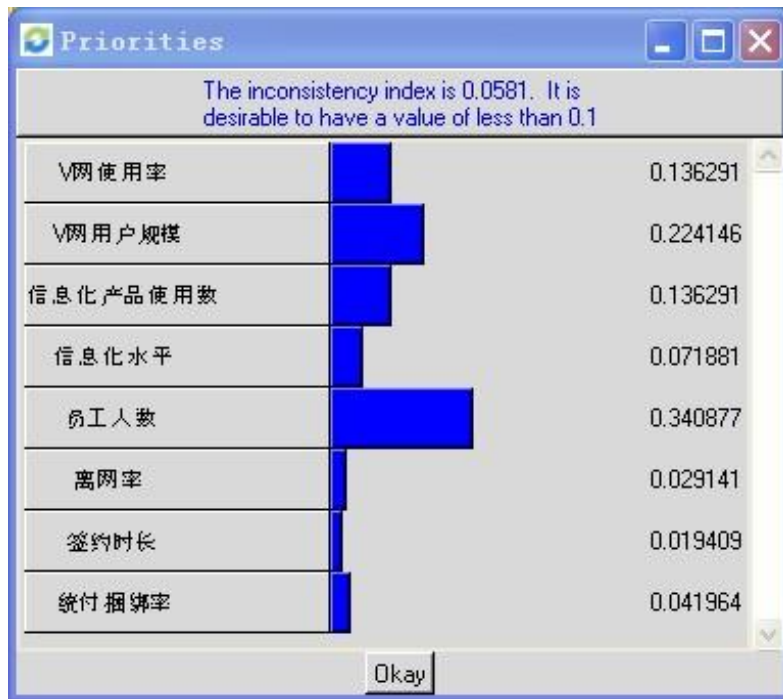 Priorities
The inconsistency index is 0.0581. It is
desirable to have a value of less than 0.1
V网使用率 0.136291
V网用户规模 0.224146
信息化产品使用数 0.136291
信息化水平 0.071881
员工人数 0.340877
离网率 0.029141
签约时长 0.019409
统付捆绑率 0.041964
Okay